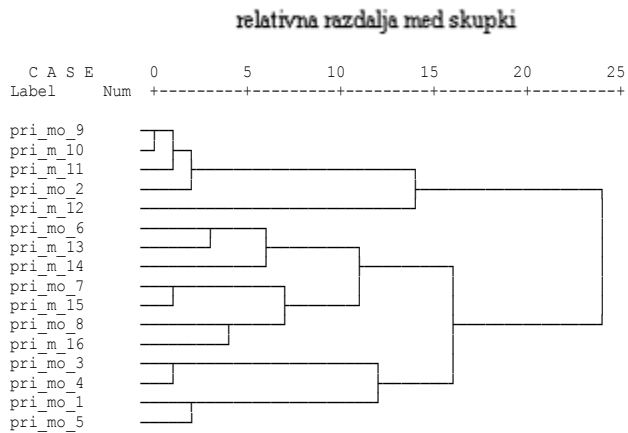 relativna razdalja med skupki
C A S E 0 5 10 15 20 25
Label Num +---------+---------+---------+---------+---------+
pri_mo_9
pri_m_10
pri_m_11
pri_mo_2
pri_m_12
pri_mo_6
pri_m_13
pri_m_14
pri_mo_7
pri_m_15
pri_mo_8
pri_m_16
pri_mo_3
pri_mo_4
pri_mo_1
pri_mo_5